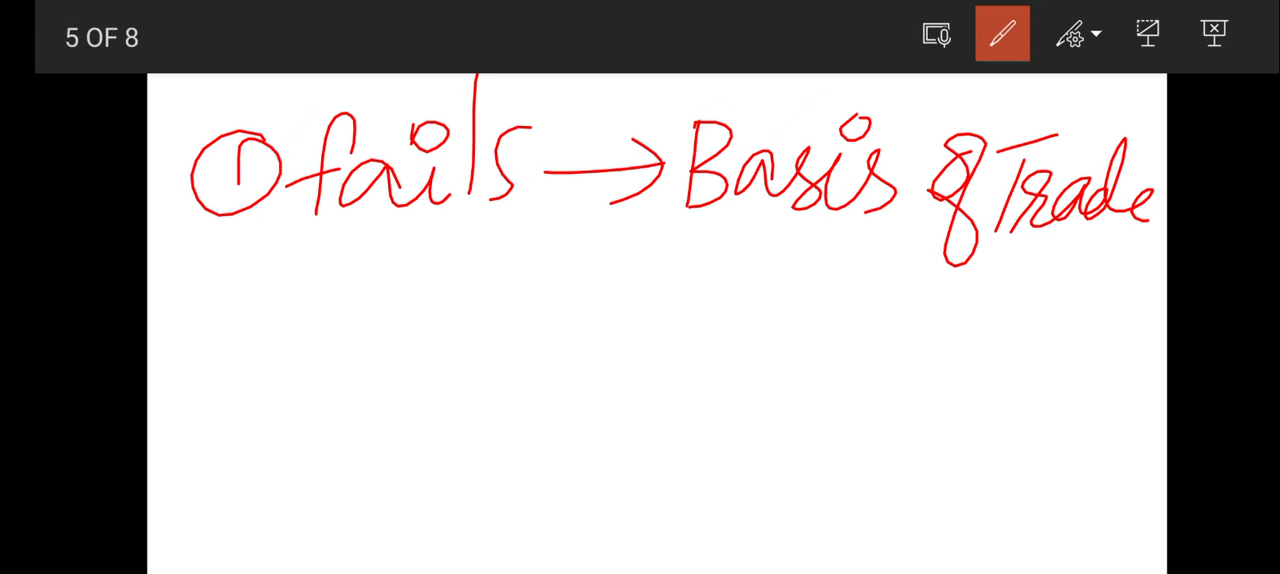 5 OF 8
① fails → Basis of Trade